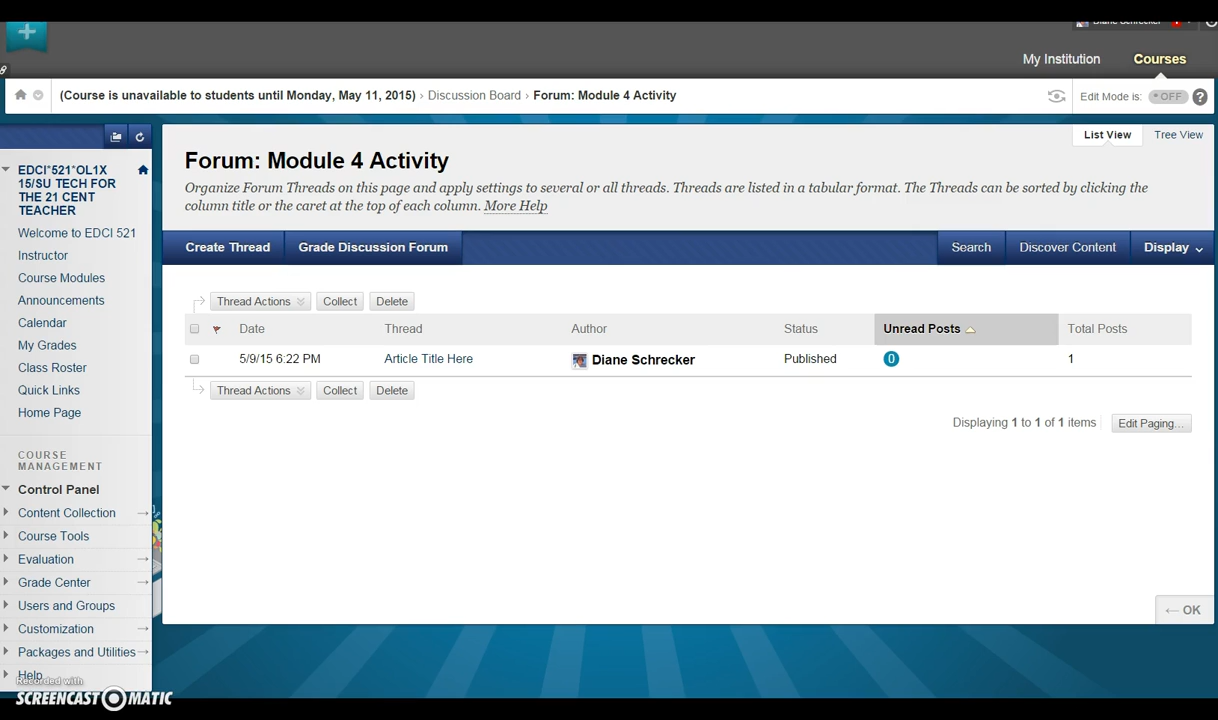 Diane Schrecker
My Institution
Courses
(Course is unavailable to students until Monday, May 11, 2015) › Discussion Board › Forum: Module 4 Activity
Edit Mode is: •OFF ?
List View
Tree View
EDCI*521*OL1X
15/SU TECH FOR
THE 21 CENT
TEACHER
Welcome to EDCI 521
Instructor
Course Modules
Announcements
Calendar
My Grades
Class Roster
Quick Links
Home Page
COURSE
MANAGEMENT
Control Panel
Content Collection
Course Tools
Evaluation
Grade Center
Users and Groups
Customization
Packages and Utilities
Help
Forum: Module 4 Activity
Organize Forum Threads on this page and apply settings to several or all threads. Threads are listed in a tabular format. The Threads can be sorted by clicking the
column title or the caret at the top of each column. More Help
Create Thread Grade Discussion Forum Search Discover Content Display
Thread Actions Collect Delete
Date Thread Author Status Unread Posts Total Posts
5/9/15 6:22 PM Article Title Here Diane Schrecker Published 0 1
Thread Actions Collect Delete
Displaying 1 to 1 of 1 items Edit Paging...
← OK
Recorded with
SCREENCAST MATIC